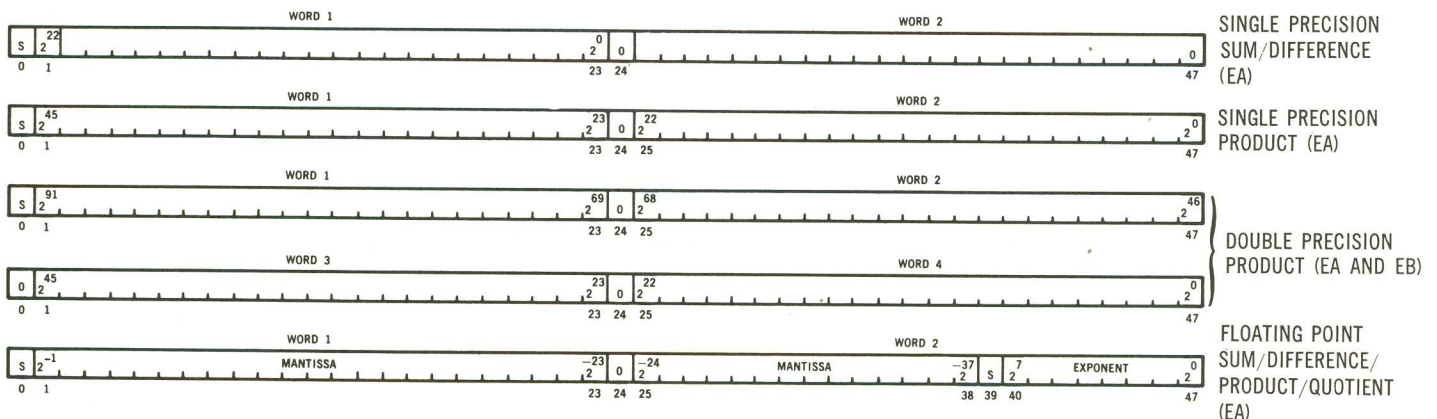 WORD 1 WORD 2
S 2^22 2^0 0 0
0 1 23 24 47
SINGLE PRECISION
SUM/DIFFERENCE
(EA)
WORD 1 WORD 2
S 2^45 2^23 0 2^22 2^0
0 1 23 24 25 47
SINGLE PRECISION
PRODUCT (EA)
WORD 1 WORD 2
S 2^91 2^69 0 2^68 2^46
0 1 23 24 25 47
WORD 3 WORD 4
0 2^45 2^23 0 2^22 2^0
0 1 23 24 25 47
DOUBLE PRECISION
PRODUCT (EA AND EB)
WORD 1 WORD 2
S 2^-1 MANTISSA 2^-23 0 2^-24 MANTISSA 2^-37 S 2^7 EXPONENT 2^0
0 1 23 24 25 38 39 40 47
FLOATING POINT
SUM/DIFFERENCE/
PRODUCT/QUOTIENT
(EA)